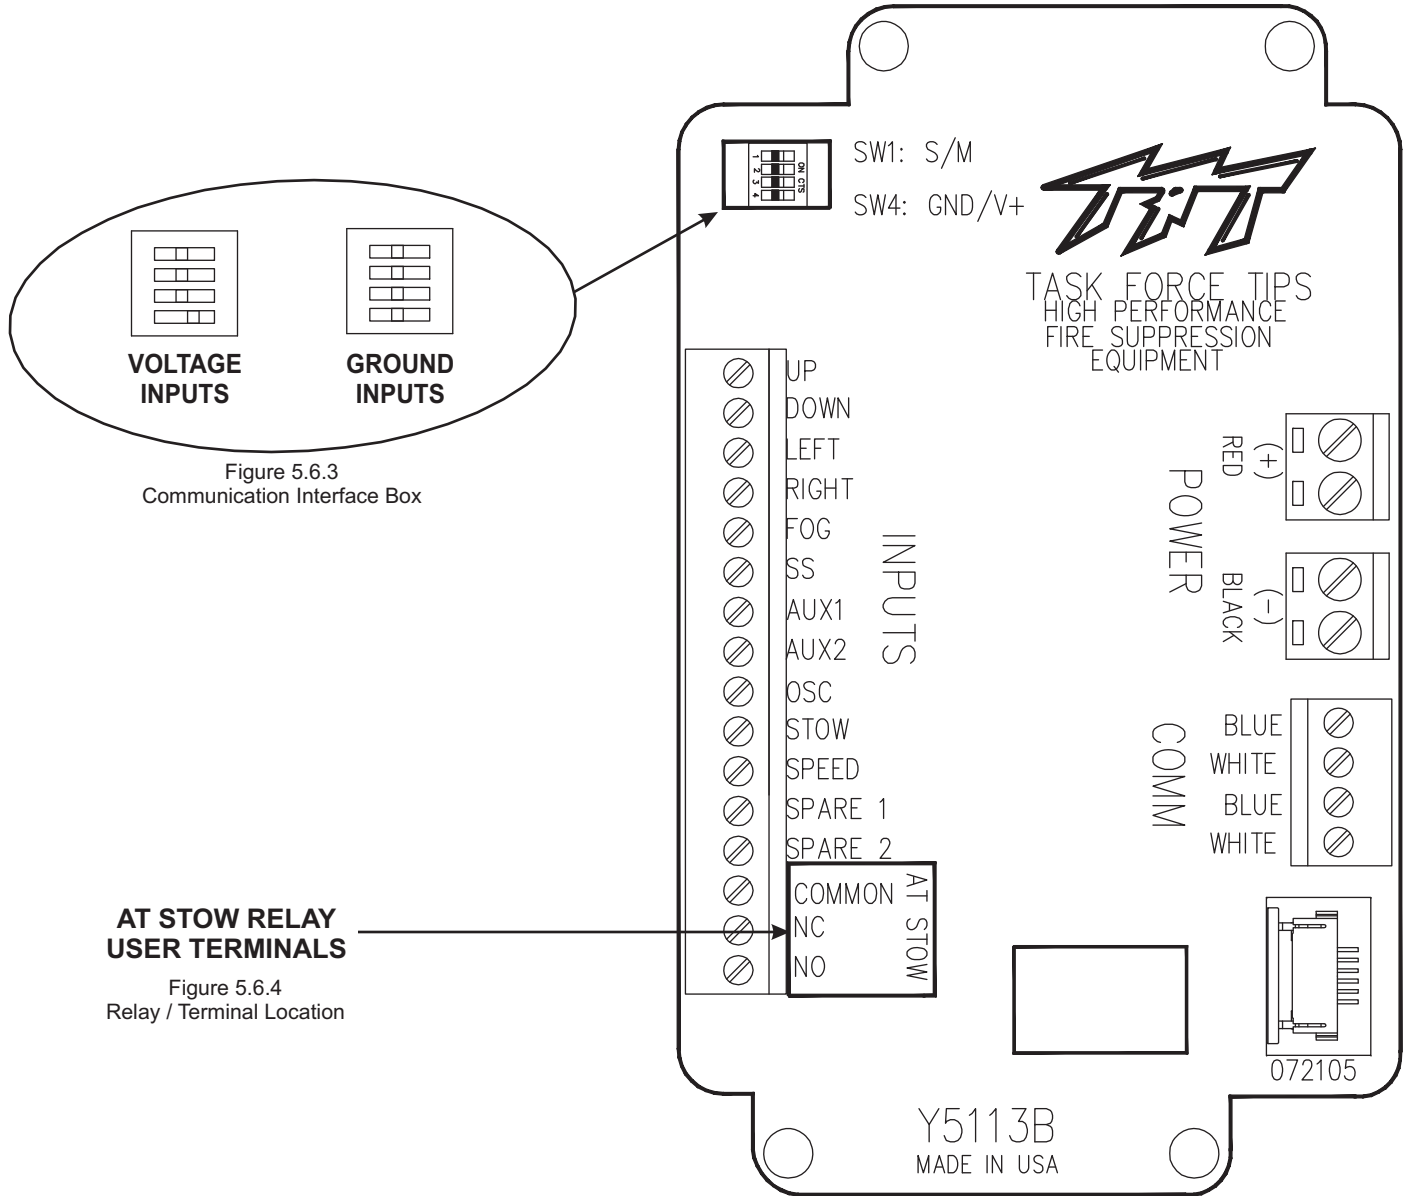 1 2 3 4
ON CTS
SW1: S/M
SW4: GND/V+
TFT
TASK FORCE TIPS
HIGH PERFORMANCE
FIRE SUPPRESSION
EQUIPMENT
VOLTAGE
INPUTS
GROUND
INPUTS
Figure 5.6.3
Communication Interface Box
UP
DOWN
LEFT
RIGHT
FOG
SS
AUX1
AUX2
OSC
STOW
SPEED
SPARE 1
SPARE 2
INPUTS
COMMON
NC
NO
AT STOW
AT STOW RELAY
USER TERMINALS
Figure 5.6.4
Relay / Terminal Location
POWER
RED
(+)
BLACK
(-)
COMM
BLUE
WHITE
BLUE
WHITE
072105
Y5113B
MADE IN USA